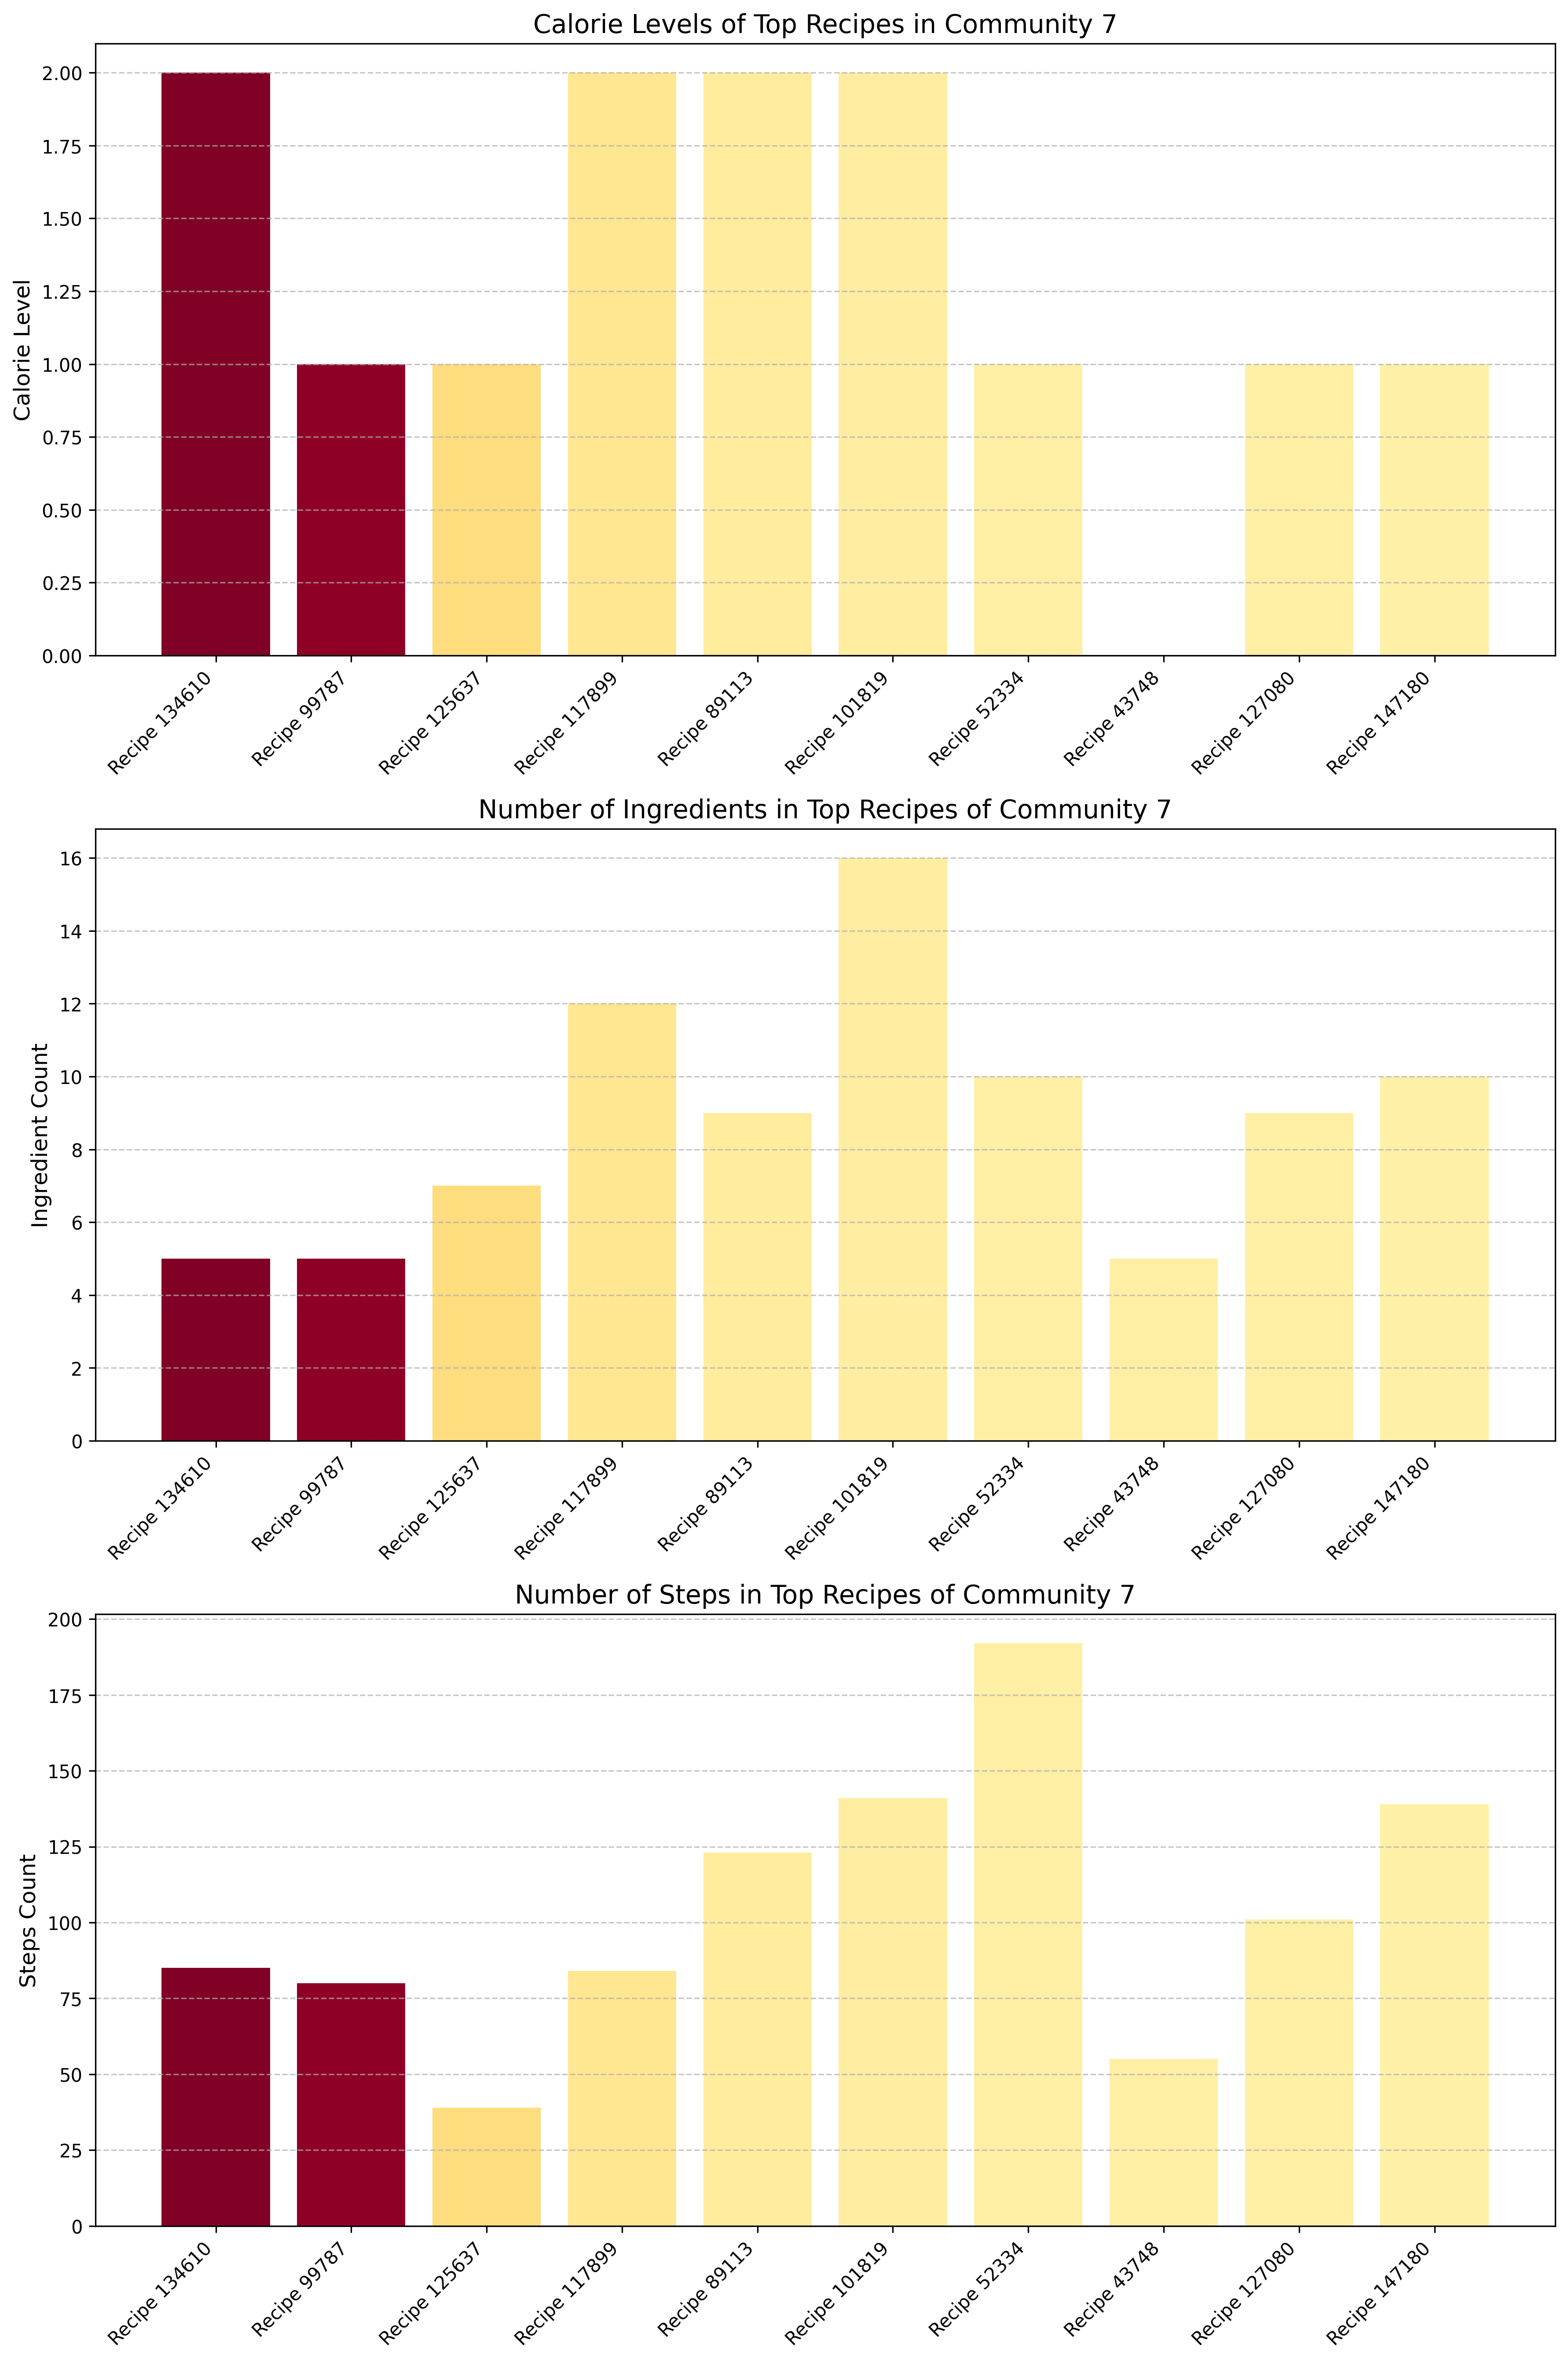 Calorie Levels of Top Recipes in Community 7
2.00
1.75
1.50
1.25
1.00
0.75
0.50
0.25
0.00
Calorie Level
Recipe 134610
Recipe 99787
Recipe 125637
Recipe 117899
Recipe 89113
Recipe 101819
Recipe 52334
Recipe 43748
Recipe 127080
Recipe 147180
Number of Ingredients in Top Recipes of Community 7
16
14
12
10
8
6
4
2
0
Ingredient Count
Recipe 134610
Recipe 99787
Recipe 125637
Recipe 117899
Recipe 89113
Recipe 101819
Recipe 52334
Recipe 43748
Recipe 127080
Recipe 147180
Number of Steps in Top Recipes of Community 7
200
175
150
125
100
75
50
25
0
Steps Count
Recipe 134610
Recipe 99787
Recipe 125637
Recipe 117899
Recipe 89113
Recipe 101819
Recipe 52334
Recipe 43748
Recipe 127080
Recipe 147180